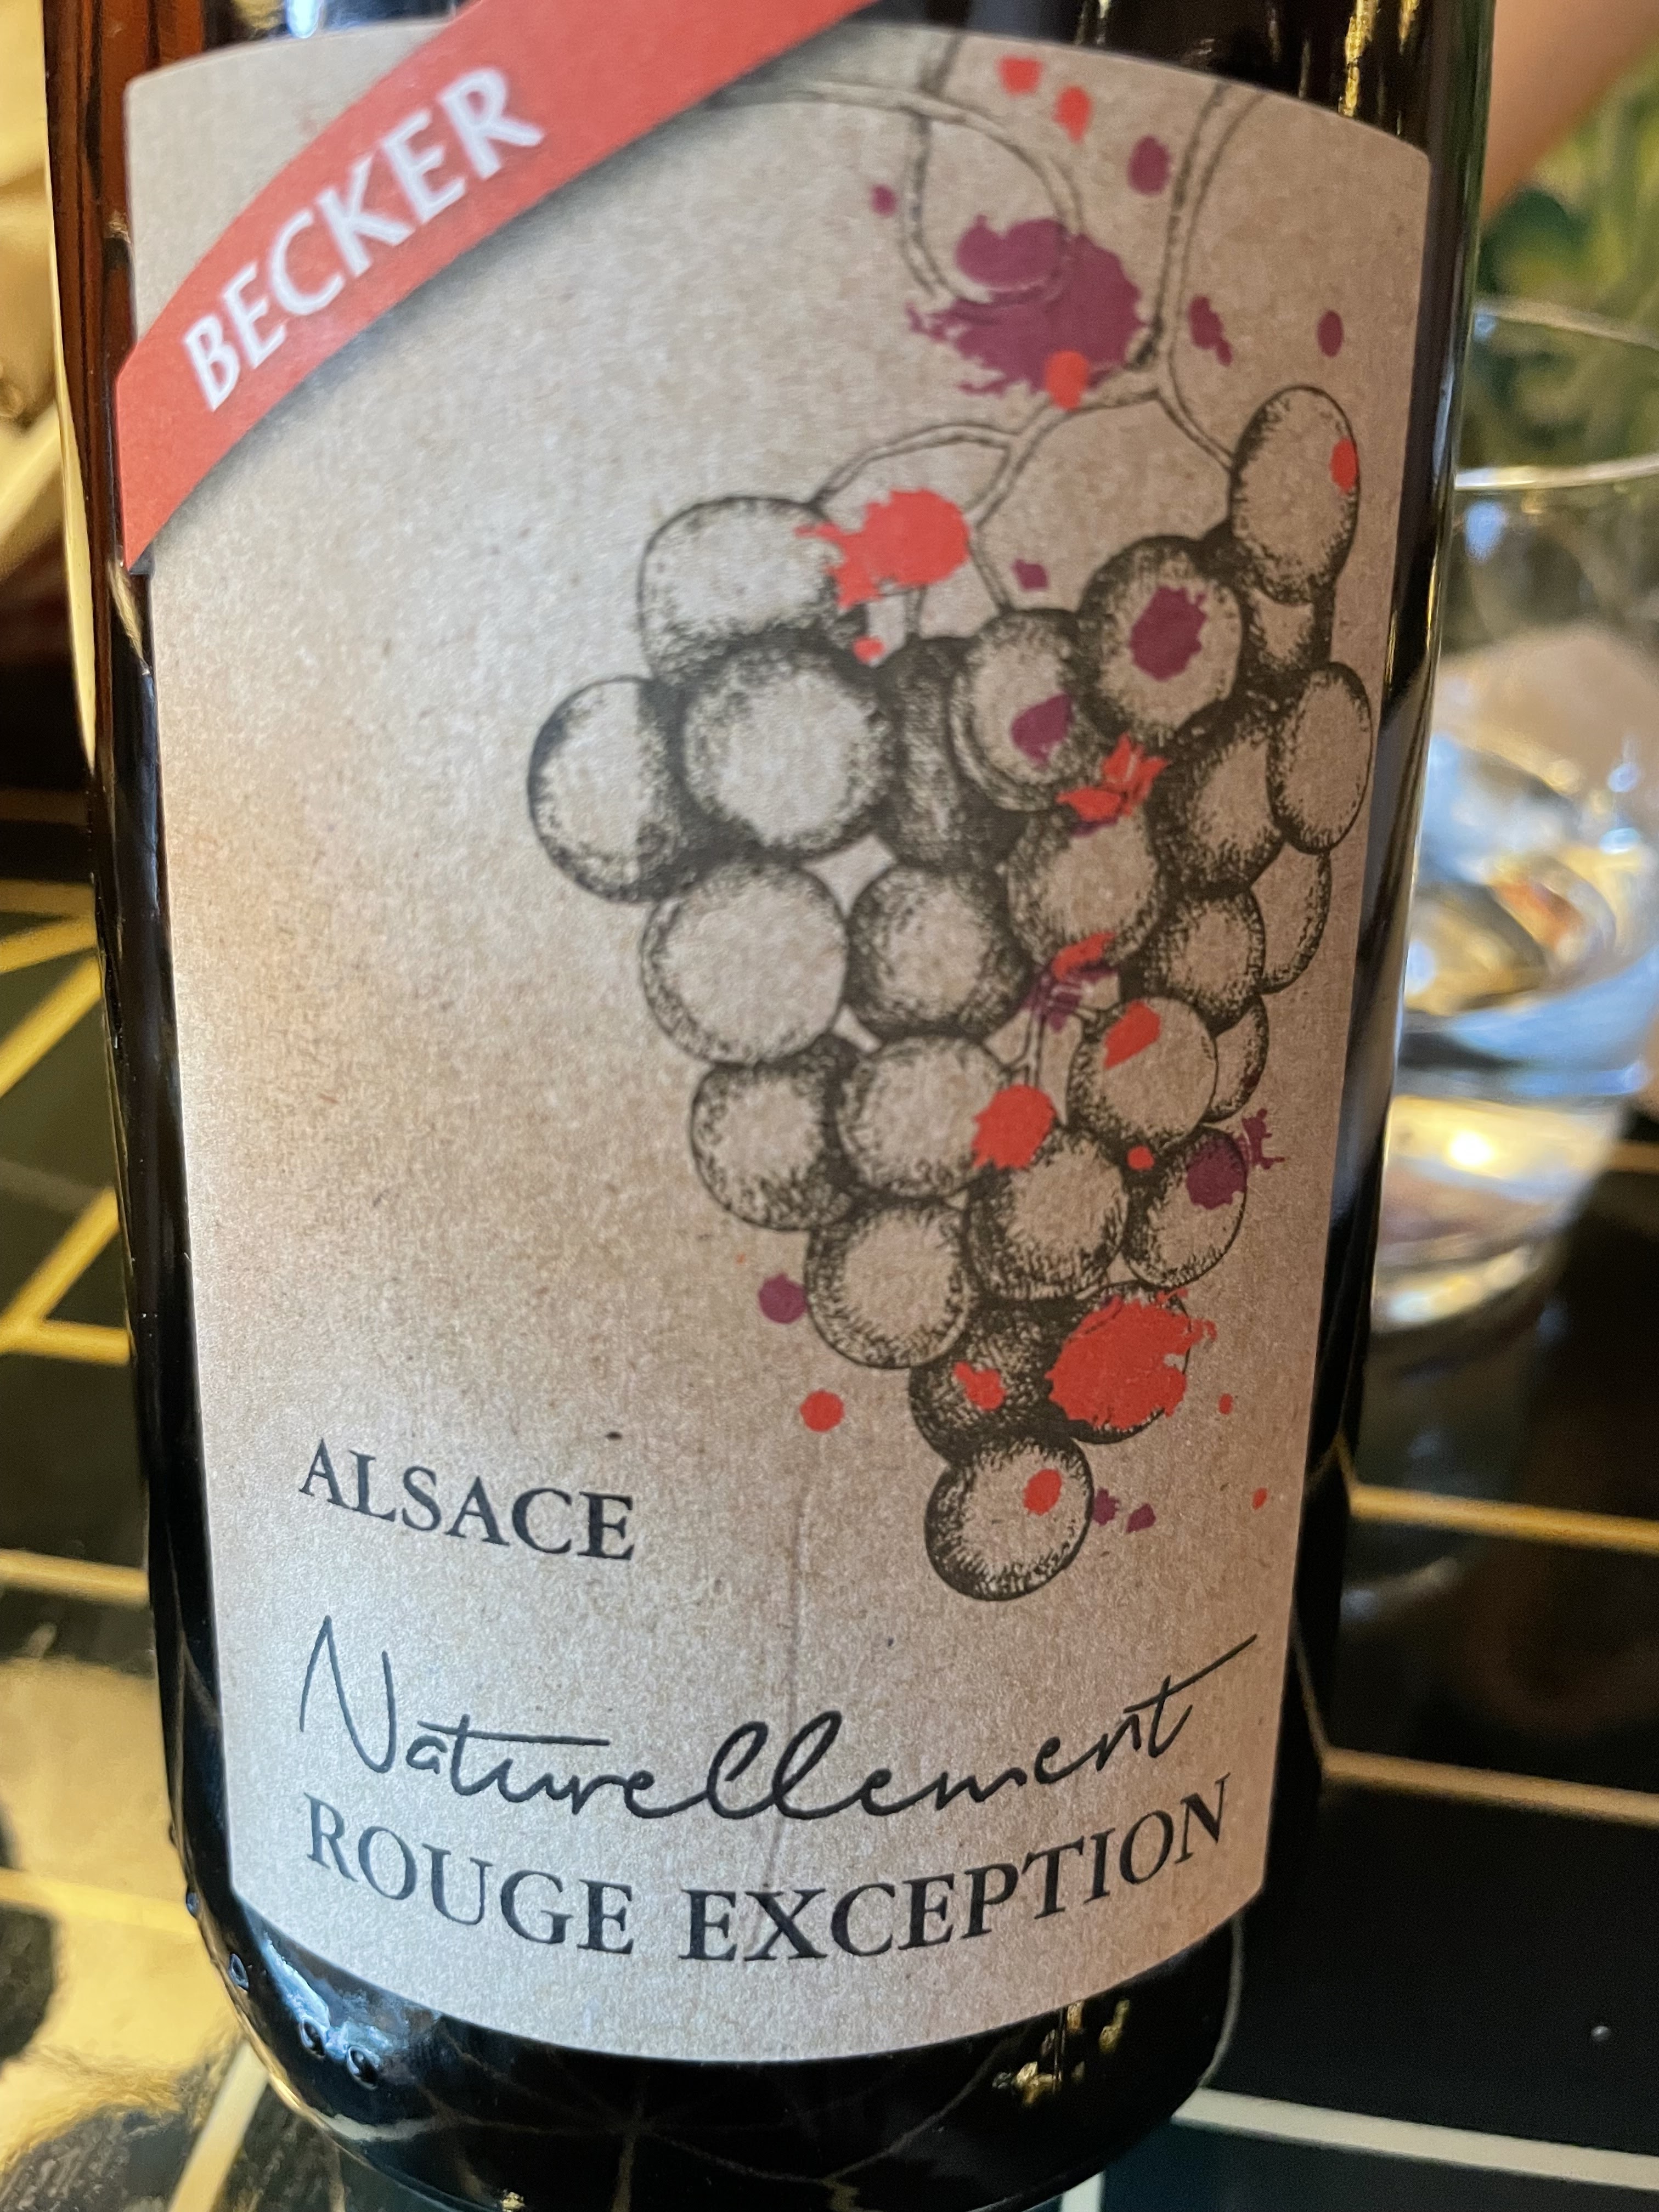 BECKER
ALSACE
Naturellement
ROUGE EXCEPTION